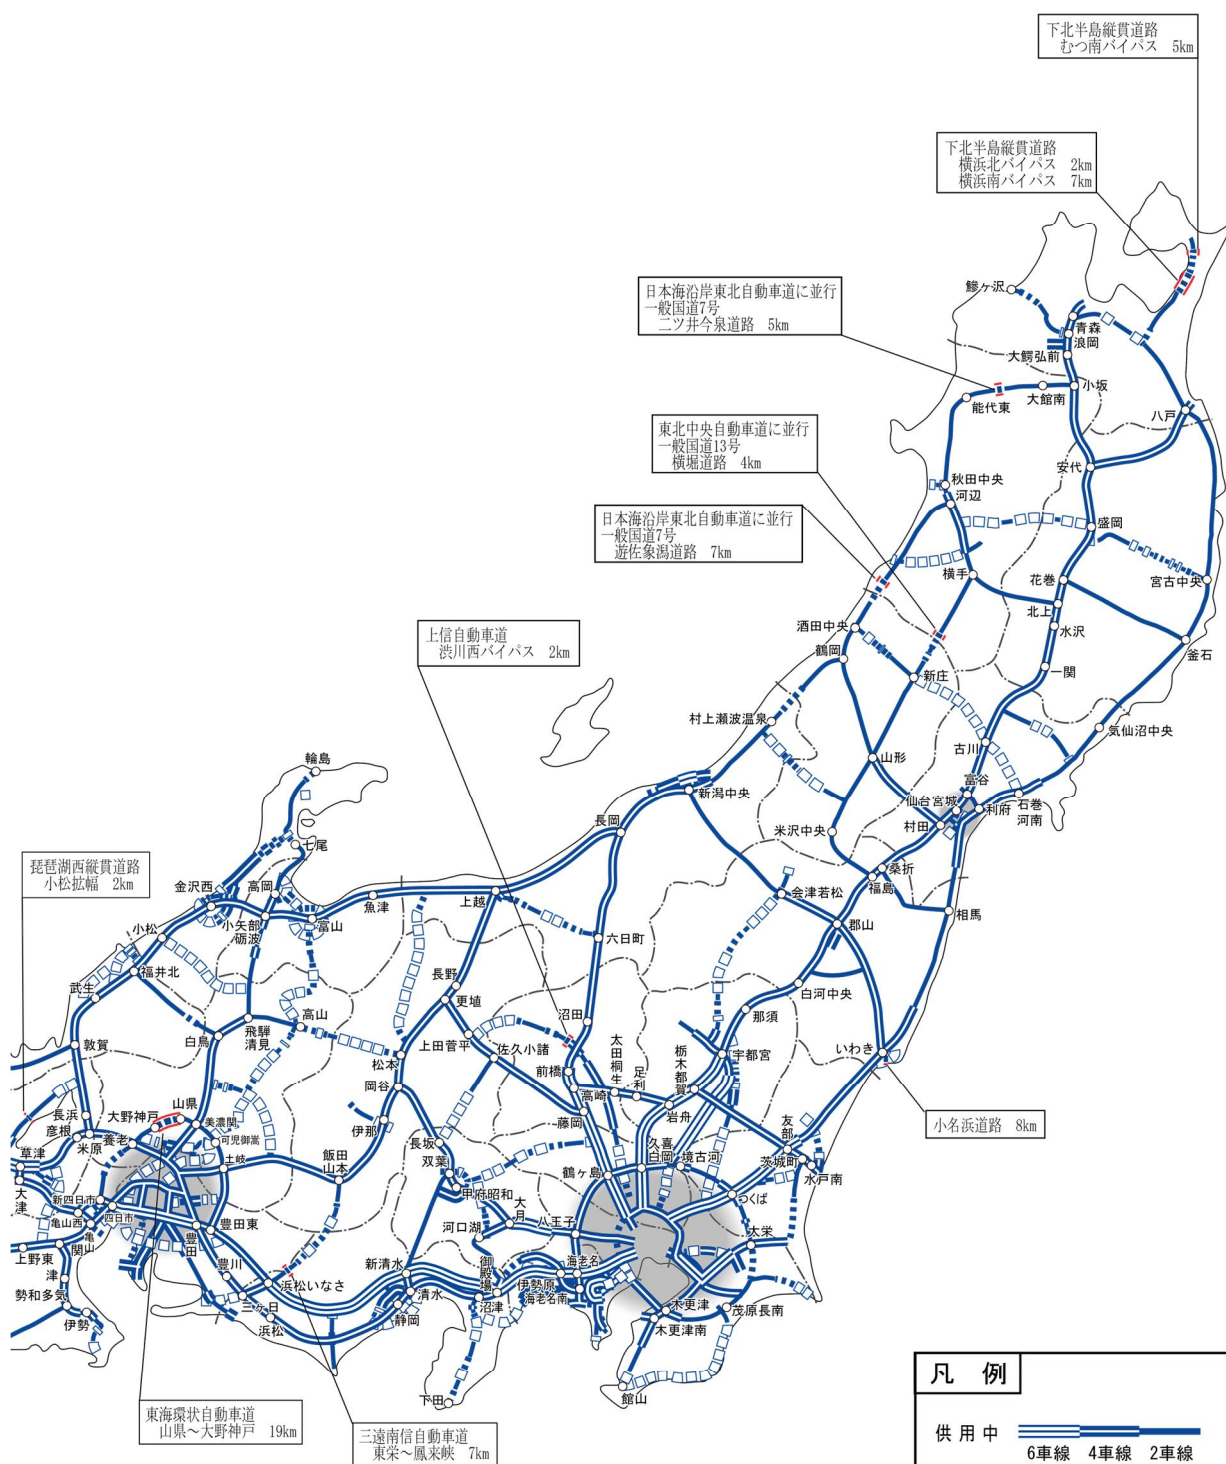 下北半島縦貫道路
むつ南バイパス 5km
下北半島縦貫道路
横浜北バイパス 2km
横浜南バイパス 7km
日本海沿岸東北自動車道に並行
一般国道7号
二ツ井今泉道路 5km
東北中央自動車道に並行
一般国道13号
横堀道路 4km
日本海沿岸東北自動車道に並行
一般国道7号
遊佐象潟道路 7km
上信自動車道
渋川西バイパス 2km
琵琶湖西縦貫道路
小松拡幅 2km
小名浜道路 8km
東海環状自動車道
山県～大野神戸 19km
三遠南信自動車道
東栄～鳳来峡 7km
鰺ヶ沢
青森
浪岡
大鰐弘前
小坂
大館南
能代東
八戸
安代
秋田中央
河辺
盛岡
横手
花巻
宮古中央
北上
水沢
釜石
酒田中央
鶴岡
一関
新庄
村上瀬波温泉
気仙沼中央
古川
山形
富谷
仙台宮城
利府
石巻
河南
村田
新潟中央
米沢中央
長岡
桑折
福島
会津若松
相馬
郡山
輪島
七尾
金沢西
高岡
小矢部
砺波
富山
魚津
上越
小松
六日町
福井北
武生
長野
更埴
白河中央
那須
沼田
高山
飛騨
清見
白鳥
上田菅平
佐久小諸
太田桐生
足利
栃木都賀
宇都宮
いわき
敦賀
松本
前橋
高崎
岩舟
岡谷
藤岡
長浜
大野神戸
山県
美濃関
彦根
米原
養老
可児御嵩
伊那
友部
久喜
白岡
境古河
茨城町
水戸南
草津
土岐
飯田
山本
長坂
双葉
鶴ヶ島
大津
新四日市
甲府昭和
つくば
亀山西
四日市
亀山
豊田東
豊田
大月
河口湖
八王子
大栄
上野東
関
豊川
御殿場
海老名
津
新清水
伊勢原
浜松いなさ
清水
海老名南
勢和多気
三ヶ日
沼津
木更津
茂原長南
静岡
伊勢
浜松
木更津南
館山
下田
凡 例
供用中
6車線 4車線 2車線